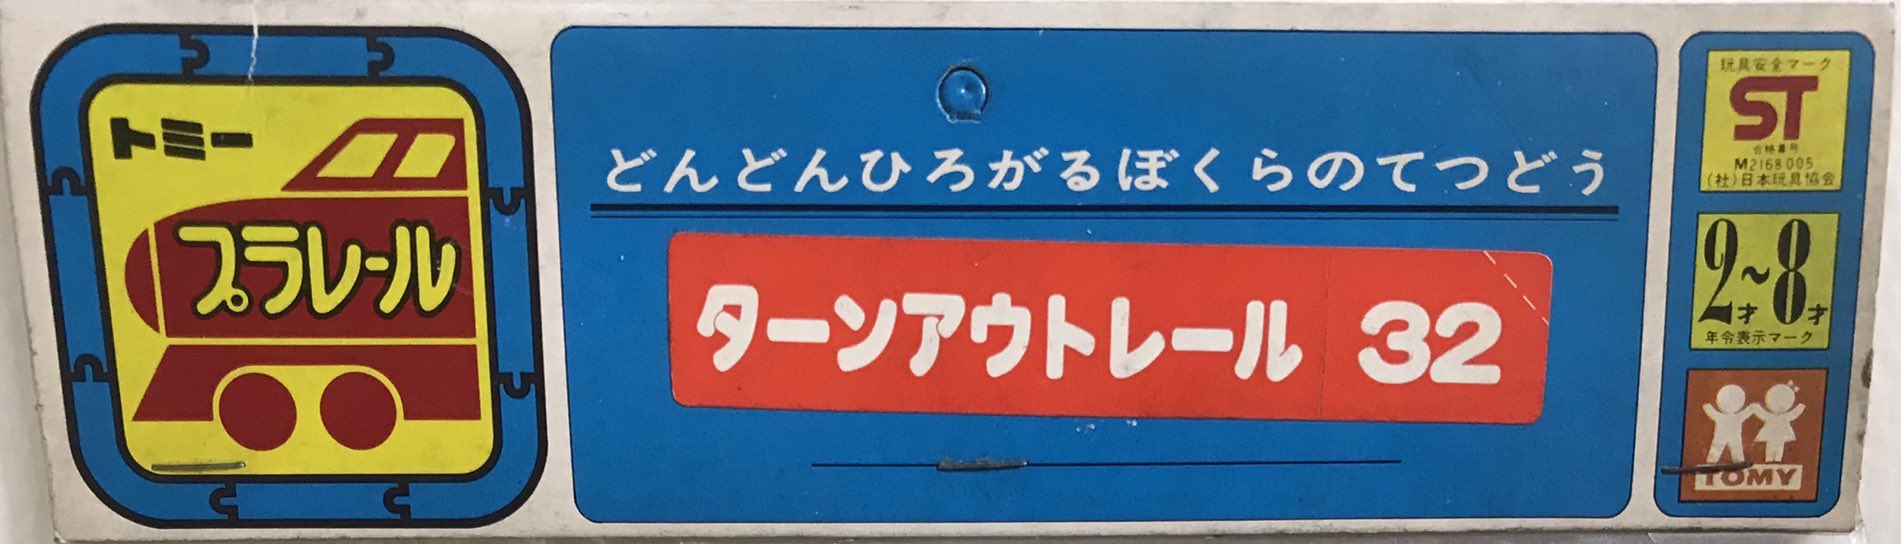 トミー
プラレール
どんどんひろがるぼくらのてつどう
ターンアウトレール 32
玩具安全マーク
ST
合格番号
M2168005
(社)日本玩具協会
2才~8才
年令表示マーク
TOMY